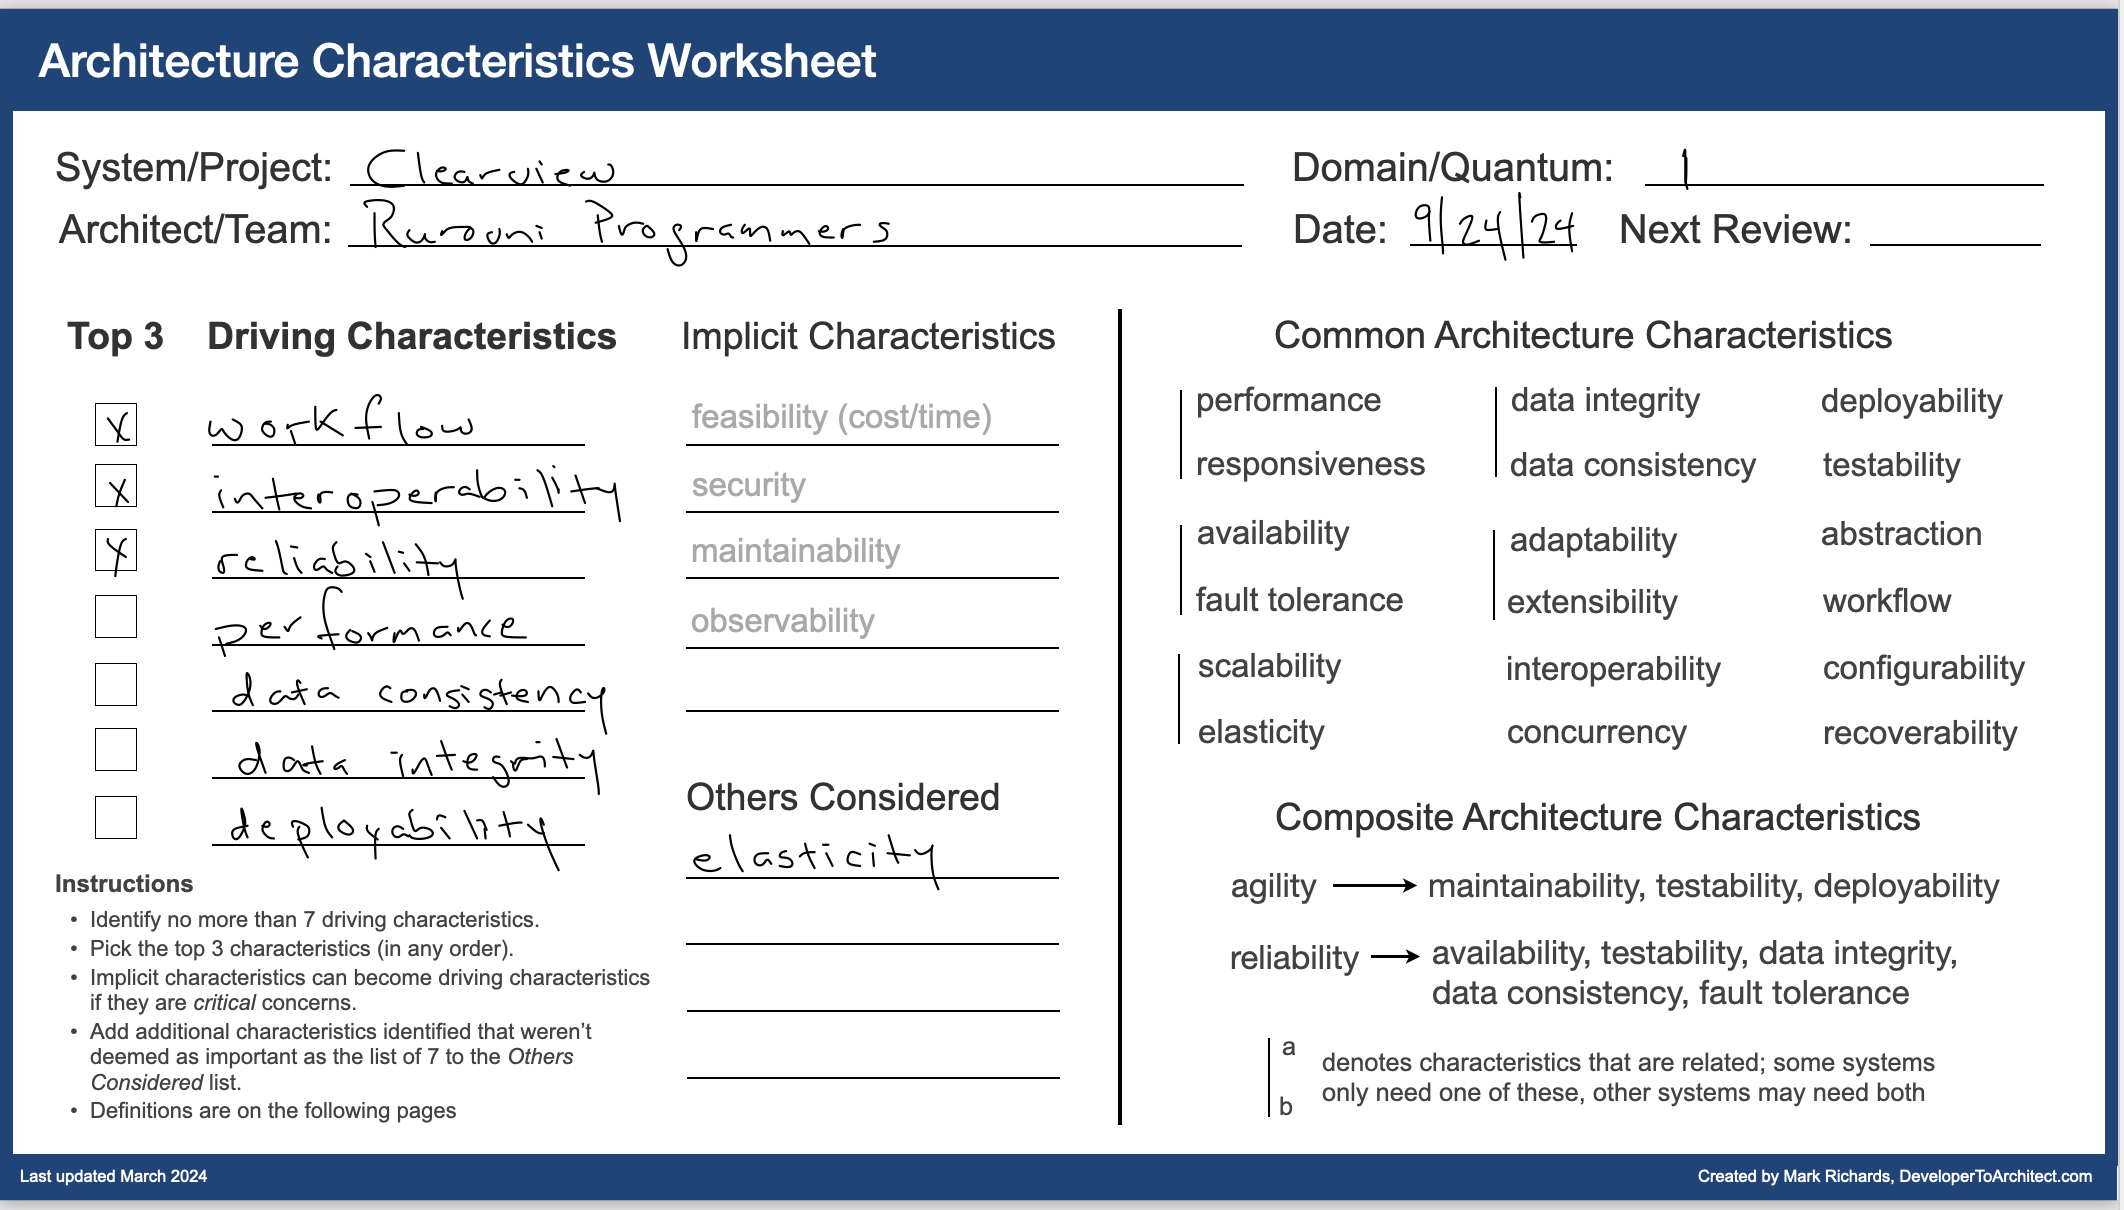 Architecture Characteristics Worksheet
System/Project: Clearview
Domain/Quantum: 1
Architect/Team: Rurouni Programmers
Date: 9/24/24 Next Review:
Top 3 Driving Characteristics
X workflow
X interoperability
X reliability
performance
data consistency
data integrity
deployability
Instructions
• Identify no more than 7 driving characteristics.
• Pick the top 3 characteristics (in any order).
• Implicit characteristics can become driving characteristics
if they are critical concerns.
• Add additional characteristics identified that weren't
deemed as important as the list of 7 to the Others
Considered list.
• Definitions are on the following pages
Implicit Characteristics
feasibility (cost/time)
security
maintainability
observability
Others Considered
elasticity
Common Architecture Characteristics
performance data integrity deployability
responsiveness data consistency testability
availability adaptability abstraction
fault tolerance extensibility workflow
scalability interoperability configurability
elasticity concurrency recoverability
Composite Architecture Characteristics
agility → maintainability, testability, deployability
reliability → availability, testability, data integrity,
data consistency, fault tolerance
a
b
denotes characteristics that are related; some systems
only need one of these, other systems may need both
Last updated March 2024
Created by Mark Richards, DeveloperToArchitect.com